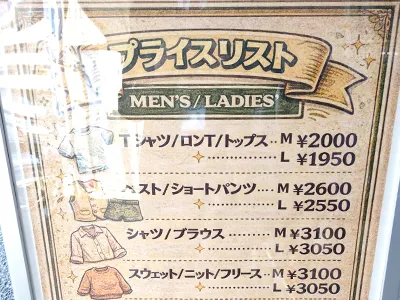 プライスリスト
MEN'S/LADIES
Tシャツ/ロンT/トップス‥M ¥2000
L ¥1950
ベスト/ショートパンツ‥‥M ¥2600
L ¥2550
シャツ/ブラウス‥‥M ¥3100
L ¥3050
スウェット/ニット/フリース‥M ¥3100
L ¥3050